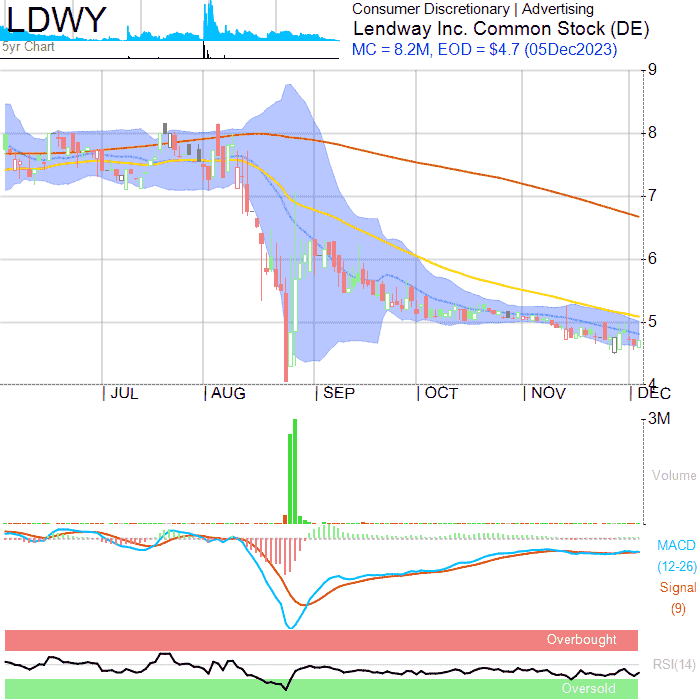 LDWY
5yr Chart
Consumer Discretionary | Advertising
Lendway Inc. Common Stock (DE)
MC = 8.2M, EOD = $4.7 (05Dec2023)
9
8
7
6
5
4
JUL
AUG
SEP
OCT
NOV
DEC
3M
Volume
MACD
(12-26)
Signal
(9)
Overbought
RSI(14)
Oversold